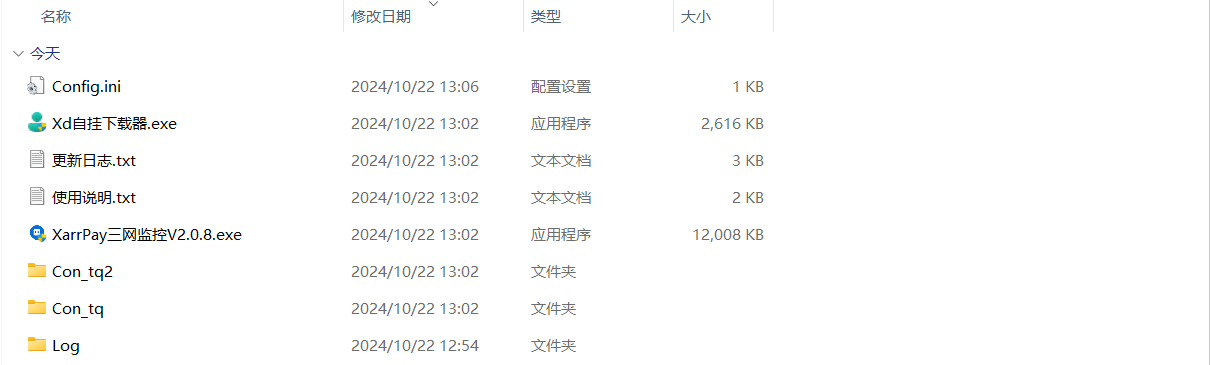 名称 修改日期 类型 大小
今天
Config.ini 2024/10/22 13:06 配置设置 1 KB
Xd自挂下载器.exe 2024/10/22 13:02 应用程序 2,616 KB
更新日志.txt 2024/10/22 13:02 文本文档 3 KB
使用说明.txt 2024/10/22 13:02 文本文档 2 KB
XarrPay三网监控V2.0.8.exe 2024/10/22 13:02 应用程序 12,008 KB
Con_tq2 2024/10/22 13:02 文件夹
Con_tq 2024/10/22 13:02 文件夹
Log 2024/10/22 12:54 文件夹